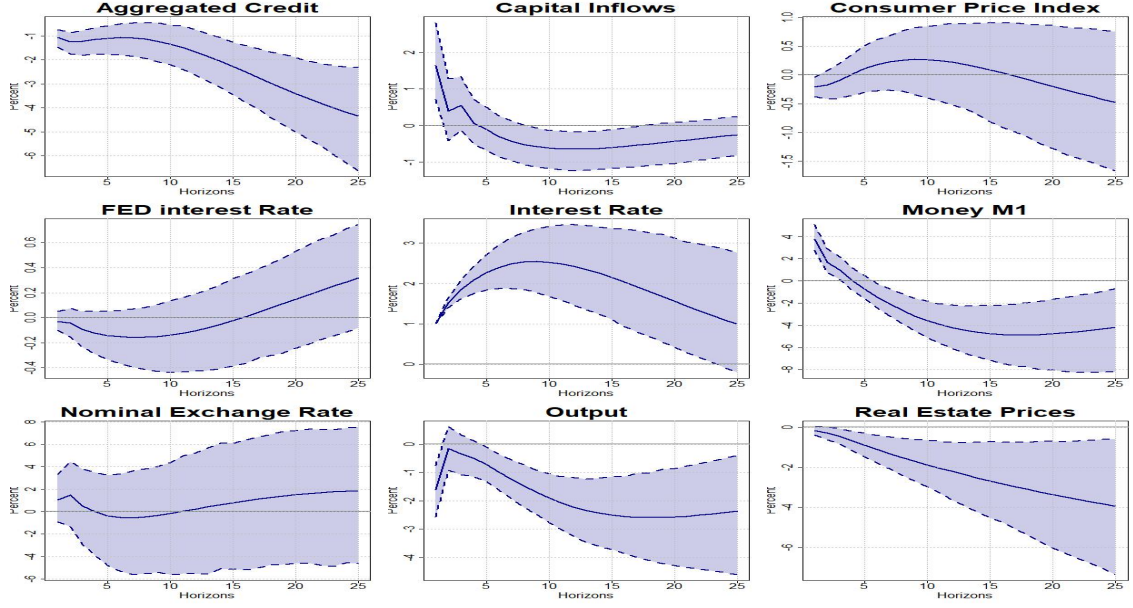 Aggregated Credit
Percent
-1
-2
-3
-4
-5
-6
5 10 15 20 25
Horizons
Capital Inflows
Percent
2
1
0
-1
5 10 15 20 25
Horizons
Consumer Price Index
Percent
1.0
0.5
0.0
-0.5
-1.0
-1.5
5 10 15 20 25
Horizons
FED interest Rate
Percent
0.6
0.4
0.2
0.0
-0.2
-0.4
5 10 15 20 25
Horizons
Interest Rate
Percent
3
2
1
0
5 10 15 20 25
Horizons
Money M1
Percent
4
2
0
-2
-4
-6
-8
5 10 15 20 25
Horizons
Nominal Exchange Rate
Percent
8
6
4
2
0
-2
-4
-6
5 10 15 20 25
Horizons
Output
Percent
0
-1
-2
-3
-4
5 10 15 20 25
Horizons
Real Estate Prices
Percent
0
-2
-4
-6
5 10 15 20 25
Horizons